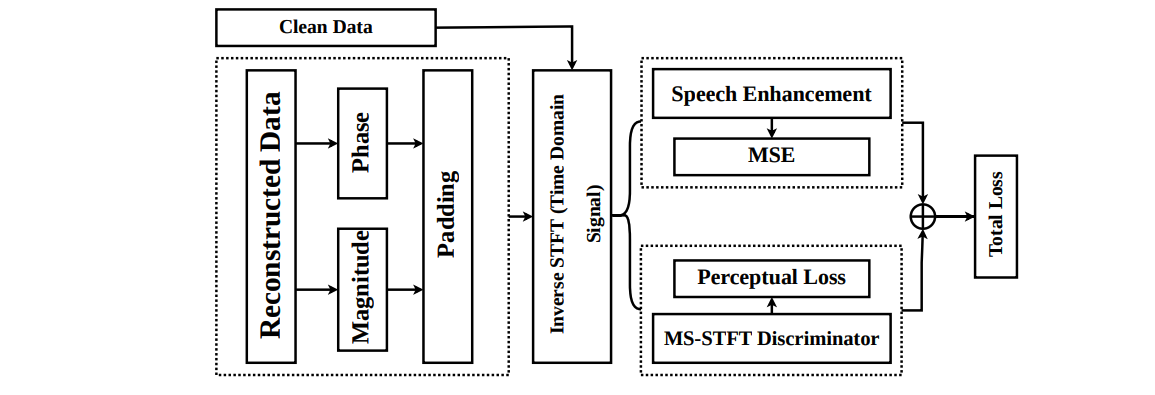 Clean Data
Reconstructed Data
Phase
Magnitude
Padding
Inverse STFT (Time Domain
Signal)
Speech Enhancement
MSE
Perceptual Loss
MS-STFT Discriminator
Total Loss